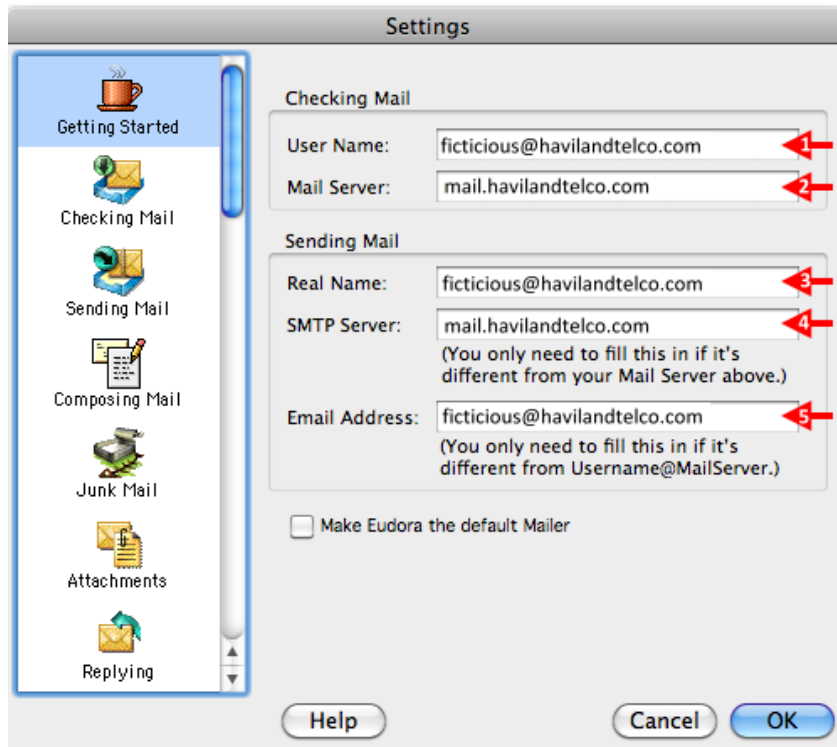 Settings
Getting Started
Checking Mail
Sending Mail
Composing Mail
Junk Mail
Attachments
Replying
Checking Mail
User Name: ficticious@havilandtelco.com 1
Mail Server: mail.havilandtelco.com 2
Sending Mail
Real Name: ficticious@havilandtelco.com 3
SMTP Server: mail.havilandtelco.com 4
(You only need to fill this in if it's
different from your Mail Server above.)
Email Address: ficticious@havilandtelco.com 5
(You only need to fill this in if it's
different from Username@MailServer.)
Make Eudora the default Mailer
Help Cancel OK